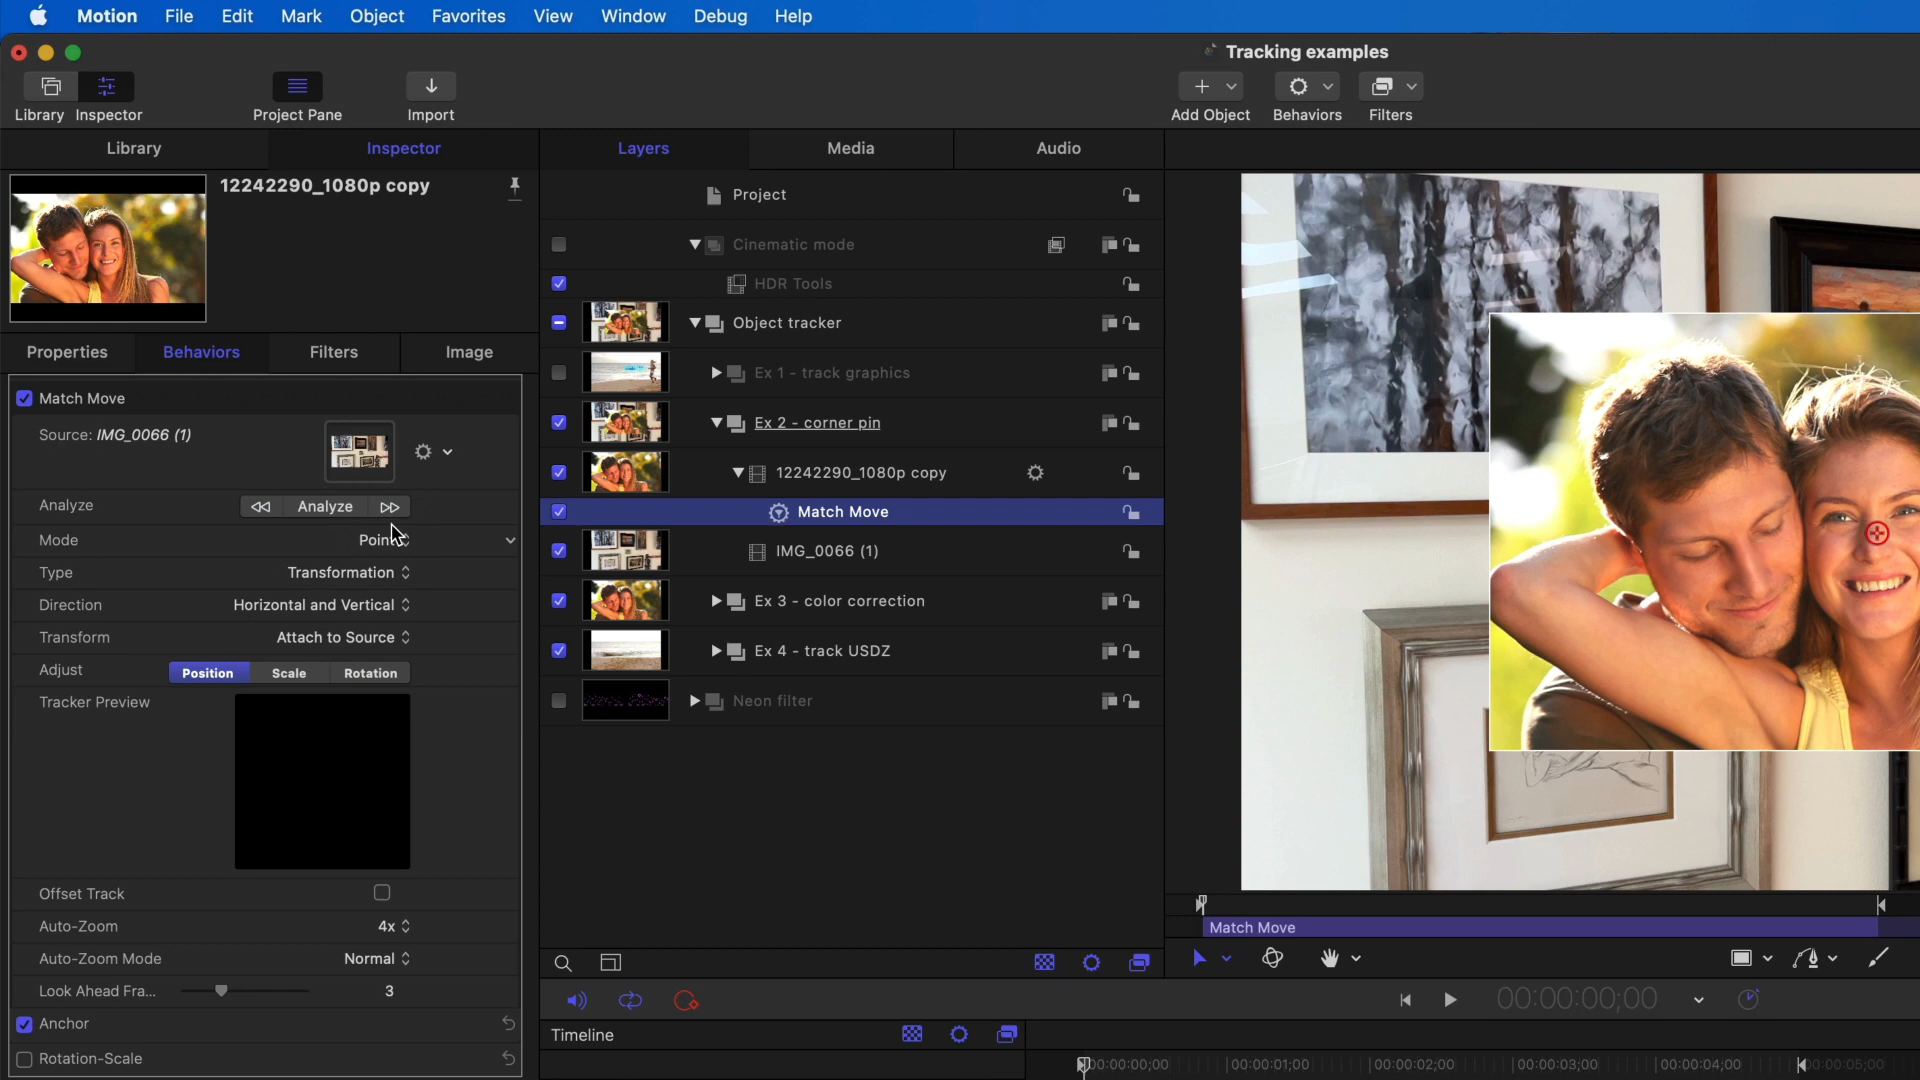 Motion File Edit Mark Object Favorites View Window Debug Help
Tracking examples
Library Inspector Project Pane Import Add Object Behaviors Filters
Library Inspector Layers Media Audio
12242290_1080p copy
Properties Behaviors Filters Image
Match Move
Source: IMG_0066 (1)
Analyze Analyze
Mode Point
Type Transformation
Direction Horizontal and Vertical
Transform Attach to Source
Adjust Position Scale Rotation
Tracker Preview
Offset Track
Auto-Zoom 4x
Auto-Zoom Mode Normal
Look Ahead Fra... 3
Anchor
Rotation-Scale
Project
Cinematic mode
HDR Tools
Object tracker
Ex 1 - track graphics
Ex 2 - corner pin
12242290_1080p copy
Match Move
IMG_0066 (1)
Ex 3 - color correction
Ex 4 - track USDZ
Neon filter
Match Move
00:00:00;00
Timeline
00:00:00;00 00:00:01;00 00:00:02;00 00:00:03;00 00:00:04;00 00:00:05;00